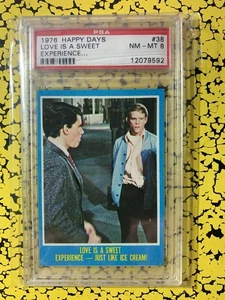 PSA
1976 HAPPY DAYS #38
LOVE IS A SWEET NM - MT 8
EXPERIENCE... 12079592
LOVE IS A SWEET
EXPERIENCE — JUST LIKE ICE CREAM!